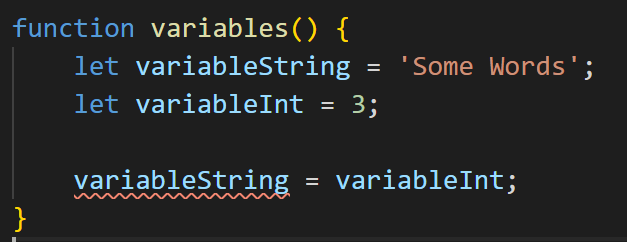 function variables() {
    let variableString = 'Some Words';
    let variableInt = 3;

    variableString = variableInt;
}